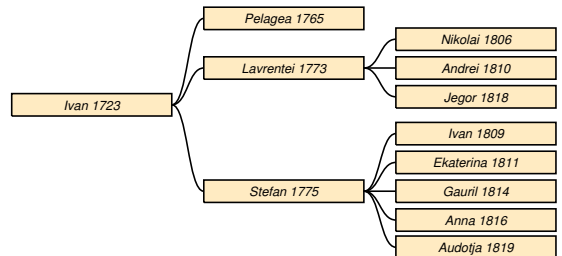 Pelagea 1765
Nikolai 1806
Lavrentei 1773
Andrei 1810
Jegor 1818
Ivan 1723
Ivan 1809
Ekaterina 1811
Stefan 1775
Gauril 1814
Anna 1816
Audotja 1819